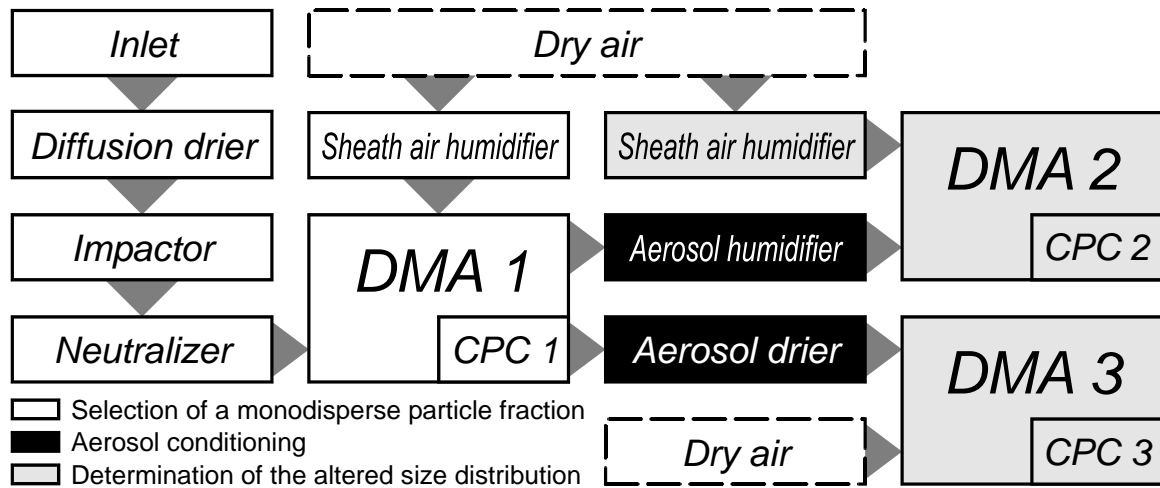 Inlet
Dry air
Diffusion drier
Sheath air humidifier
Sheath air humidifier
DMA 2
CPC 2
Impactor
DMA 1
CPC 1
Aerosol humidifier
Neutralizer
Aerosol drier
DMA 3
CPC 3
Dry air
Selection of a monodisperse particle fraction
Aerosol conditioning
Determination of the altered size distribution